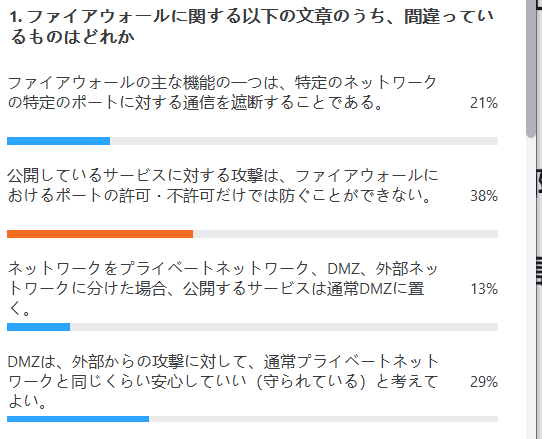 1. ファイアウォールに関する以下の文章のうち、間違ってい
るものはどれか
ファイアウォールの主な機能の一つは、特定のネットワーク
の特定のポートに対する通信を遮断することである。
21%
公開しているサービスに対する攻撃は、ファイアウォールに
おけるポートの許可・不許可だけでは防ぐことができない。
38%
ネットワークをプライベートネットワーク、DMZ、外部ネッ
トワークに分けた場合、公開するサービスは通常DMZに置
く。
13%
DMZは、外部からの攻撃に対して、通常プライベートネット
ワークと同じくらい安心していい（守られている）と考えて
よい。
29%